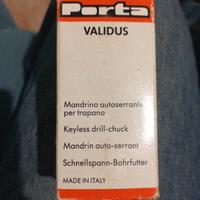 Porta
VALIDUS
Mandrino autoserrante
per trapano
Keyless drill-chuck
Mandrin auto-serrant
Schnellspann-Bohrfutter
MADE IN ITALY